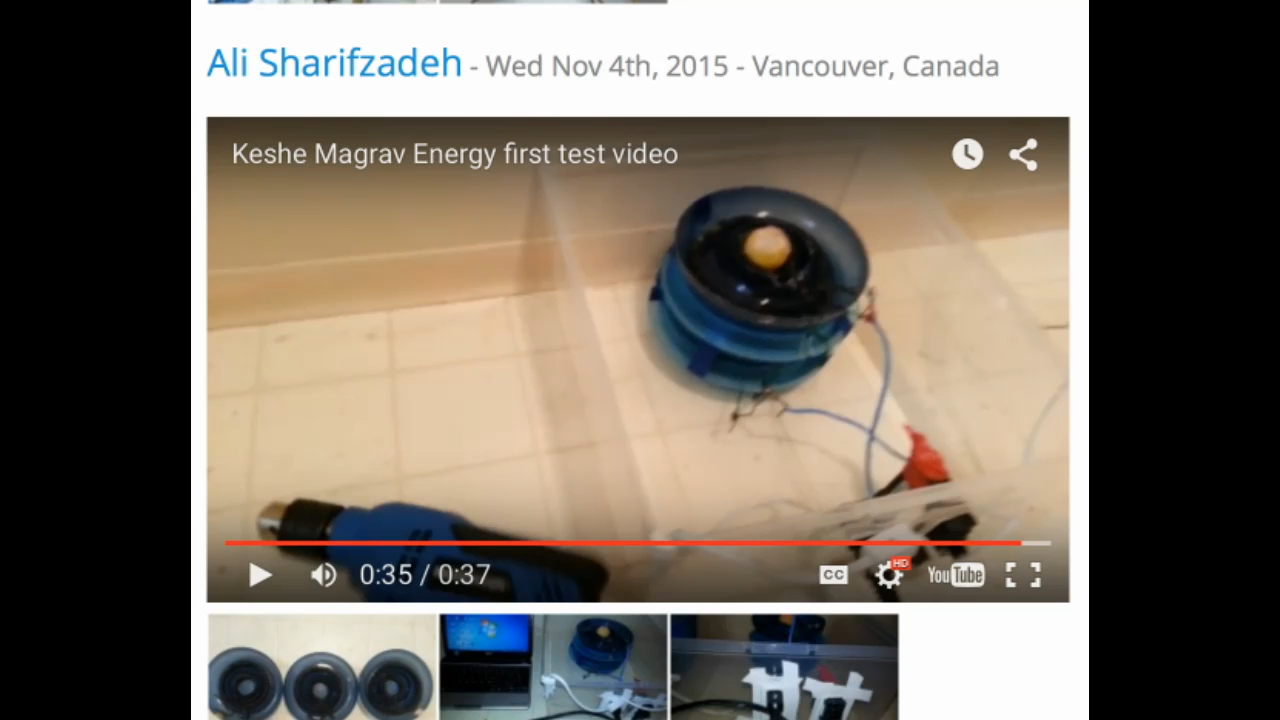 Ali Sharifzadeh - Wed Nov 4th, 2015 - Vancouver, Canada
Keshe Magrav Energy first test video
0:35 / 0:37
CC
HD
YouTube